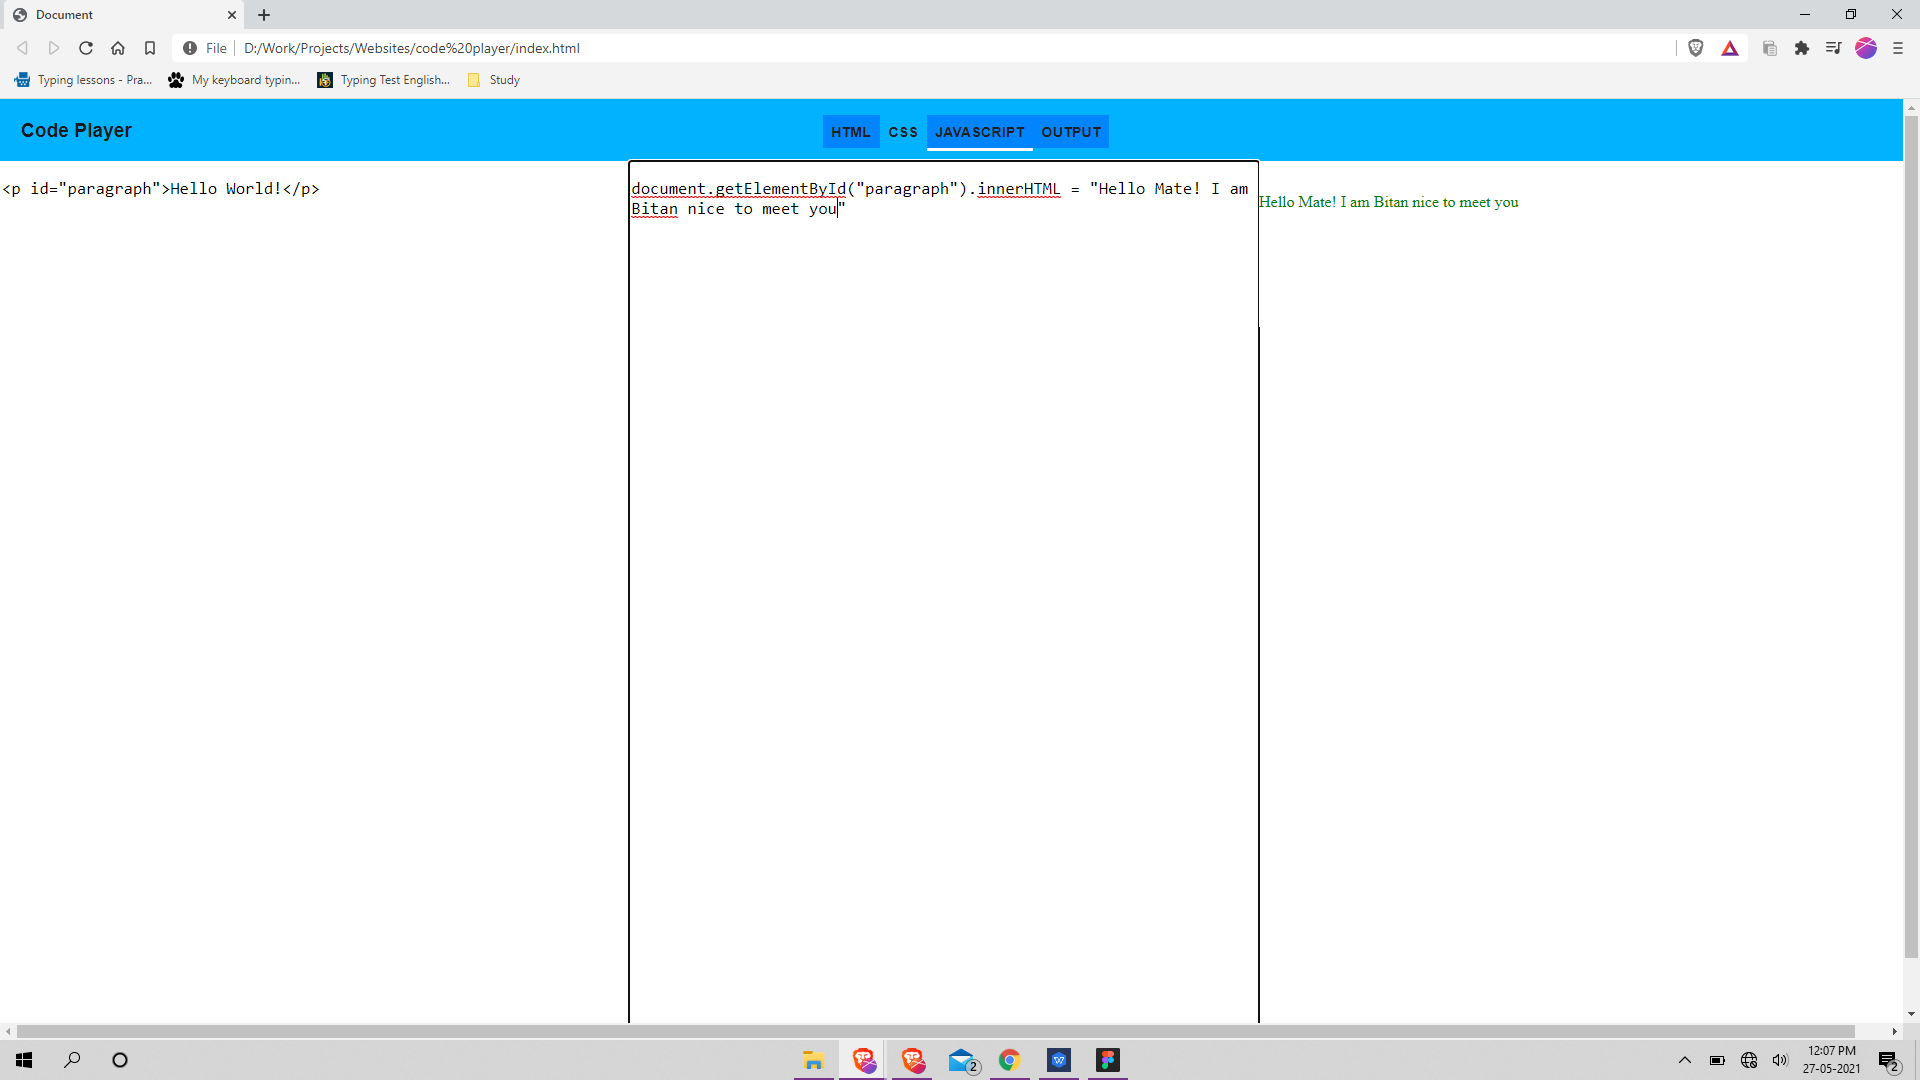 Document
File
D:/Work/Projects/Websites/code%20player/index.html
Typing lessons - Pra...
My keyboard typin...
Typing Test English...
Study
Code Player
HTML
CSS
JAVASCRIPT
OUTPUT
<p id="paragraph">Hello World!</p>
document.getElementById("paragraph").innerHTML = "Hello Mate! I am
Bitan nice to meet you"
Hello Mate! I am Bitan nice to meet you
2
12:07 PM
27-05-2021
2